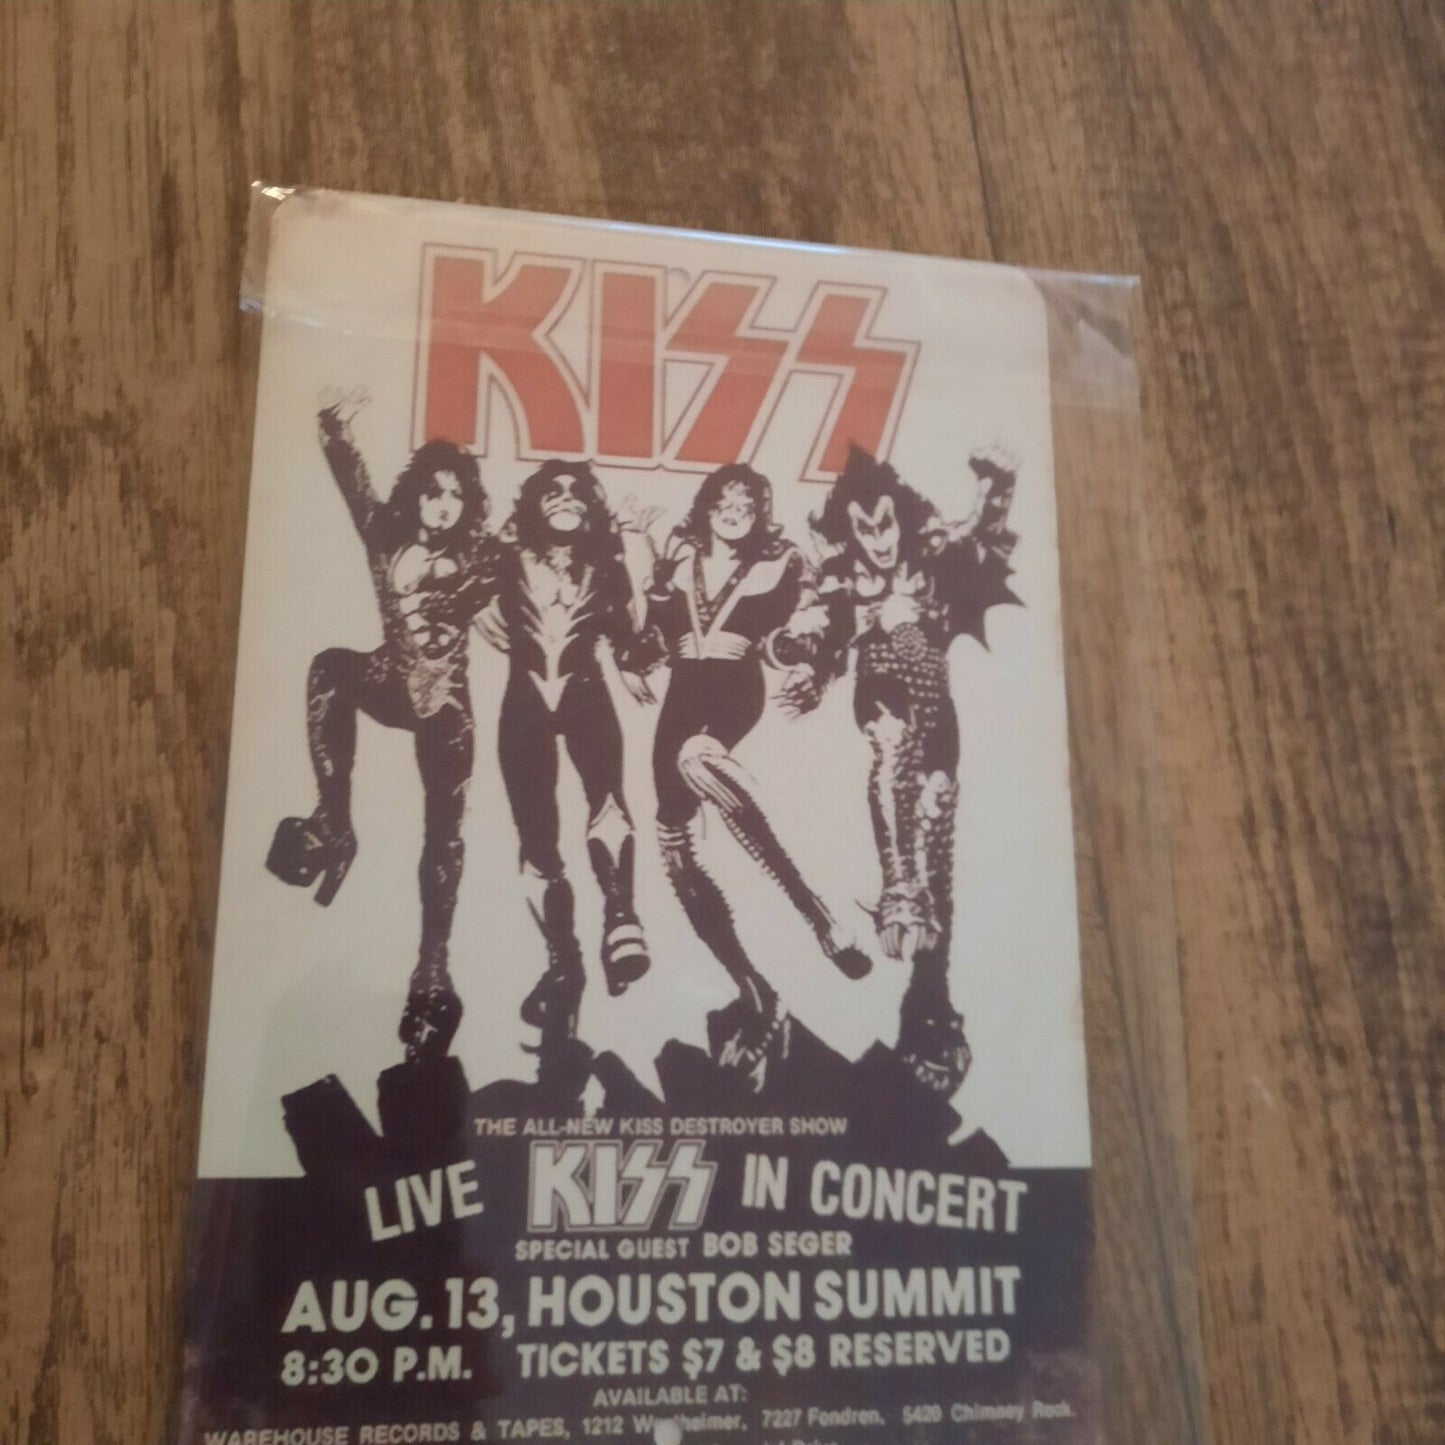 KISS
THE ALL-NEW KISS DESTROYER SHOW
LIVE KISS IN CONCERT
SPECIAL GUEST BOB SEGER
AUG. 13, HOUSTON SUMMIT
8:30 P.M. TICKETS $7 & $8 RESERVED
AVAILABLE AT:
WAREHOUSE RECORDS & TAPES, 1212 Westheimer, 7227 Fondren, 5420 Chimney Rock.